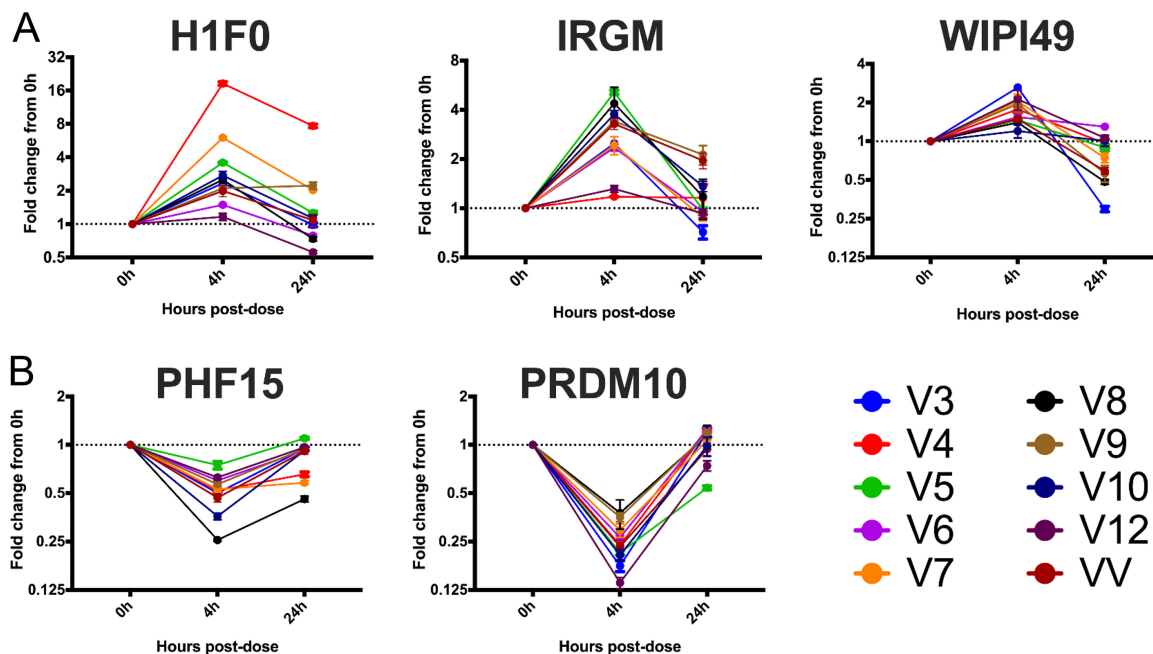 A
H1F0
IRGM
WIPI49
Fold change from 0h
32
16
8
4
2
1
0.5
0h
4h
24h
Hours post-dose
Fold change from 0h
8
4
2
1
0.5
0h
4h
24h
Hours post-dose
Fold change from 0h
4
2
1
0.5
0.25
0.125
0h
4h
24h
Hours post-dose
B
PHF15
PRDM10
Fold change from 0h
2
1
0.5
0.25
0.125
0h
4h
24h
Hours post-dose
Fold change from 0h
2
1
0.5
0.25
0.125
0h
4h
24h
Hours post-dose
V3
V4
V5
V6
V7
V8
V9
V10
V12
VV